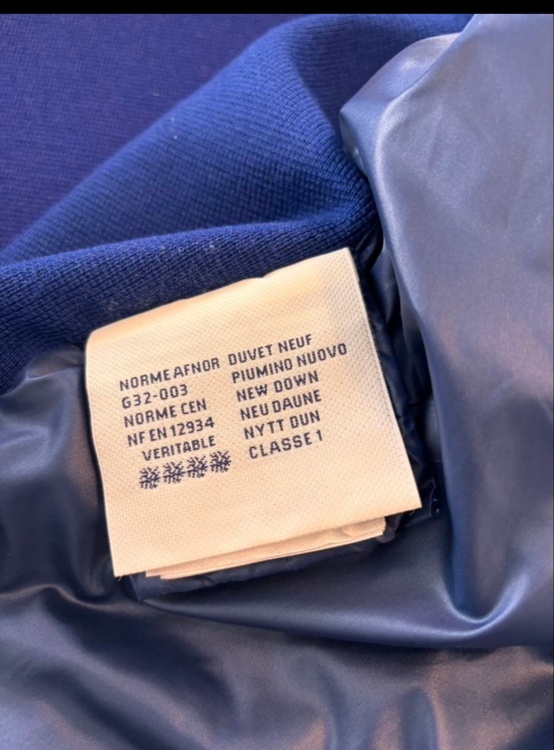 NORME AFNOR
G32-003
NORME CEN
NF EN 12934
VERITABLE
DUVET NEUF
PIUMINO NUOVO
NEW DOWN
NEU DAUNE
NYTT DUN
CLASSE 1